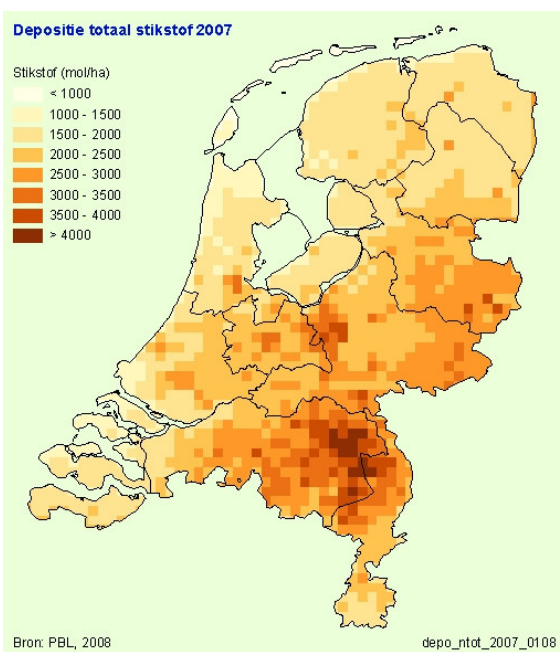 Depositie totaal stikstof 2007
Stikstof (mol/ha)
< 1000
1000 - 1500
1500 - 2000
2000 - 2500
2500 - 3000
3000 - 3500
3500 - 4000
> 4000
Bron: PBL, 2008
depo_ntot_2007_0108